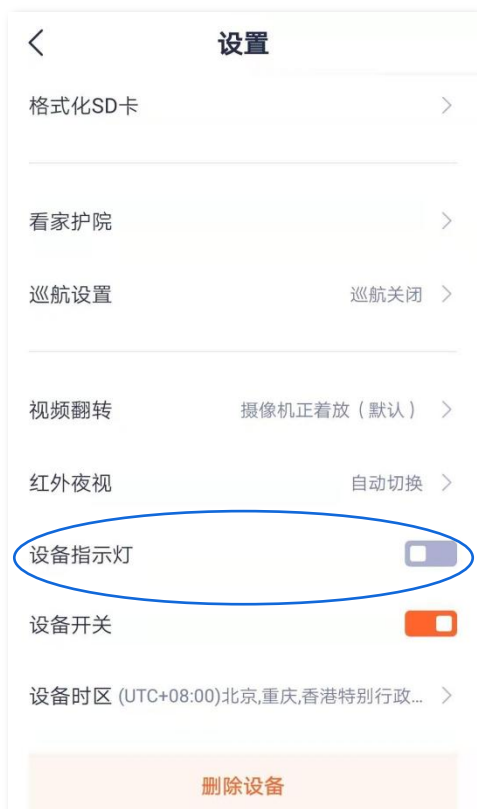 设置
格式化SD卡
看家护院
巡航设置 巡航关闭
视频翻转 摄像机正着放（默认）
红外夜视 自动切换
设备指示灯
设备开关
设备时区 (UTC+08:00)北京,重庆,香港特别行政...
删除设备